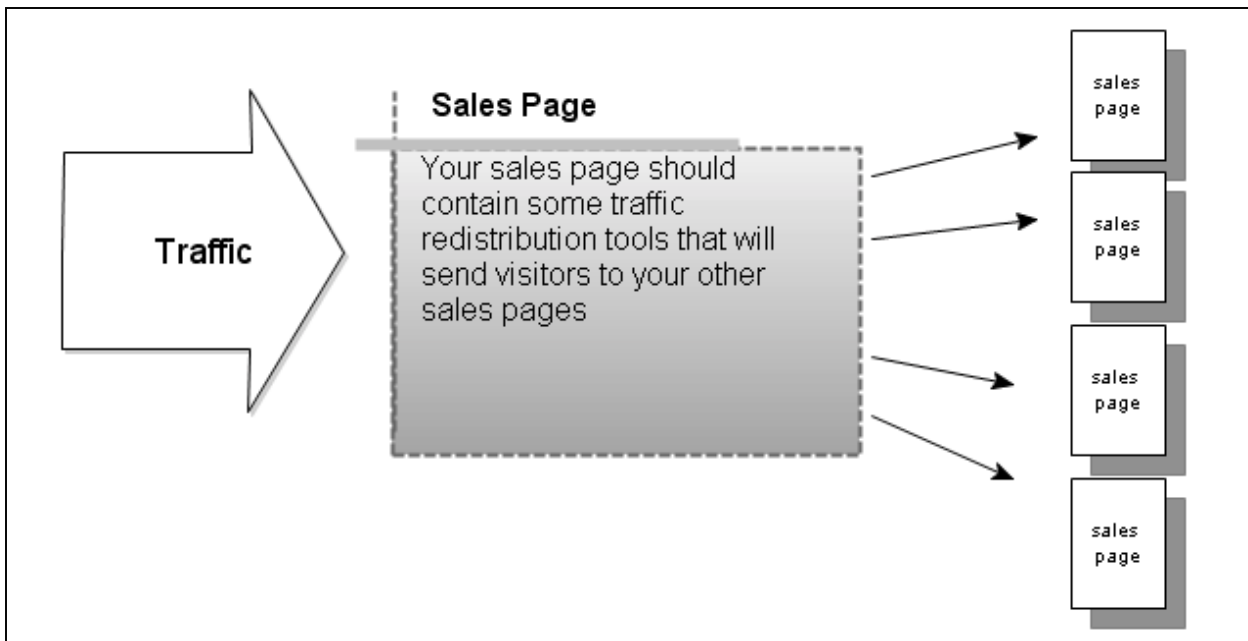 Traffic
Sales Page
Your sales page should
contain some traffic
redistribution tools that will
send visitors to your other
sales pages
sales
page
sales
page
sales
page
sales
page